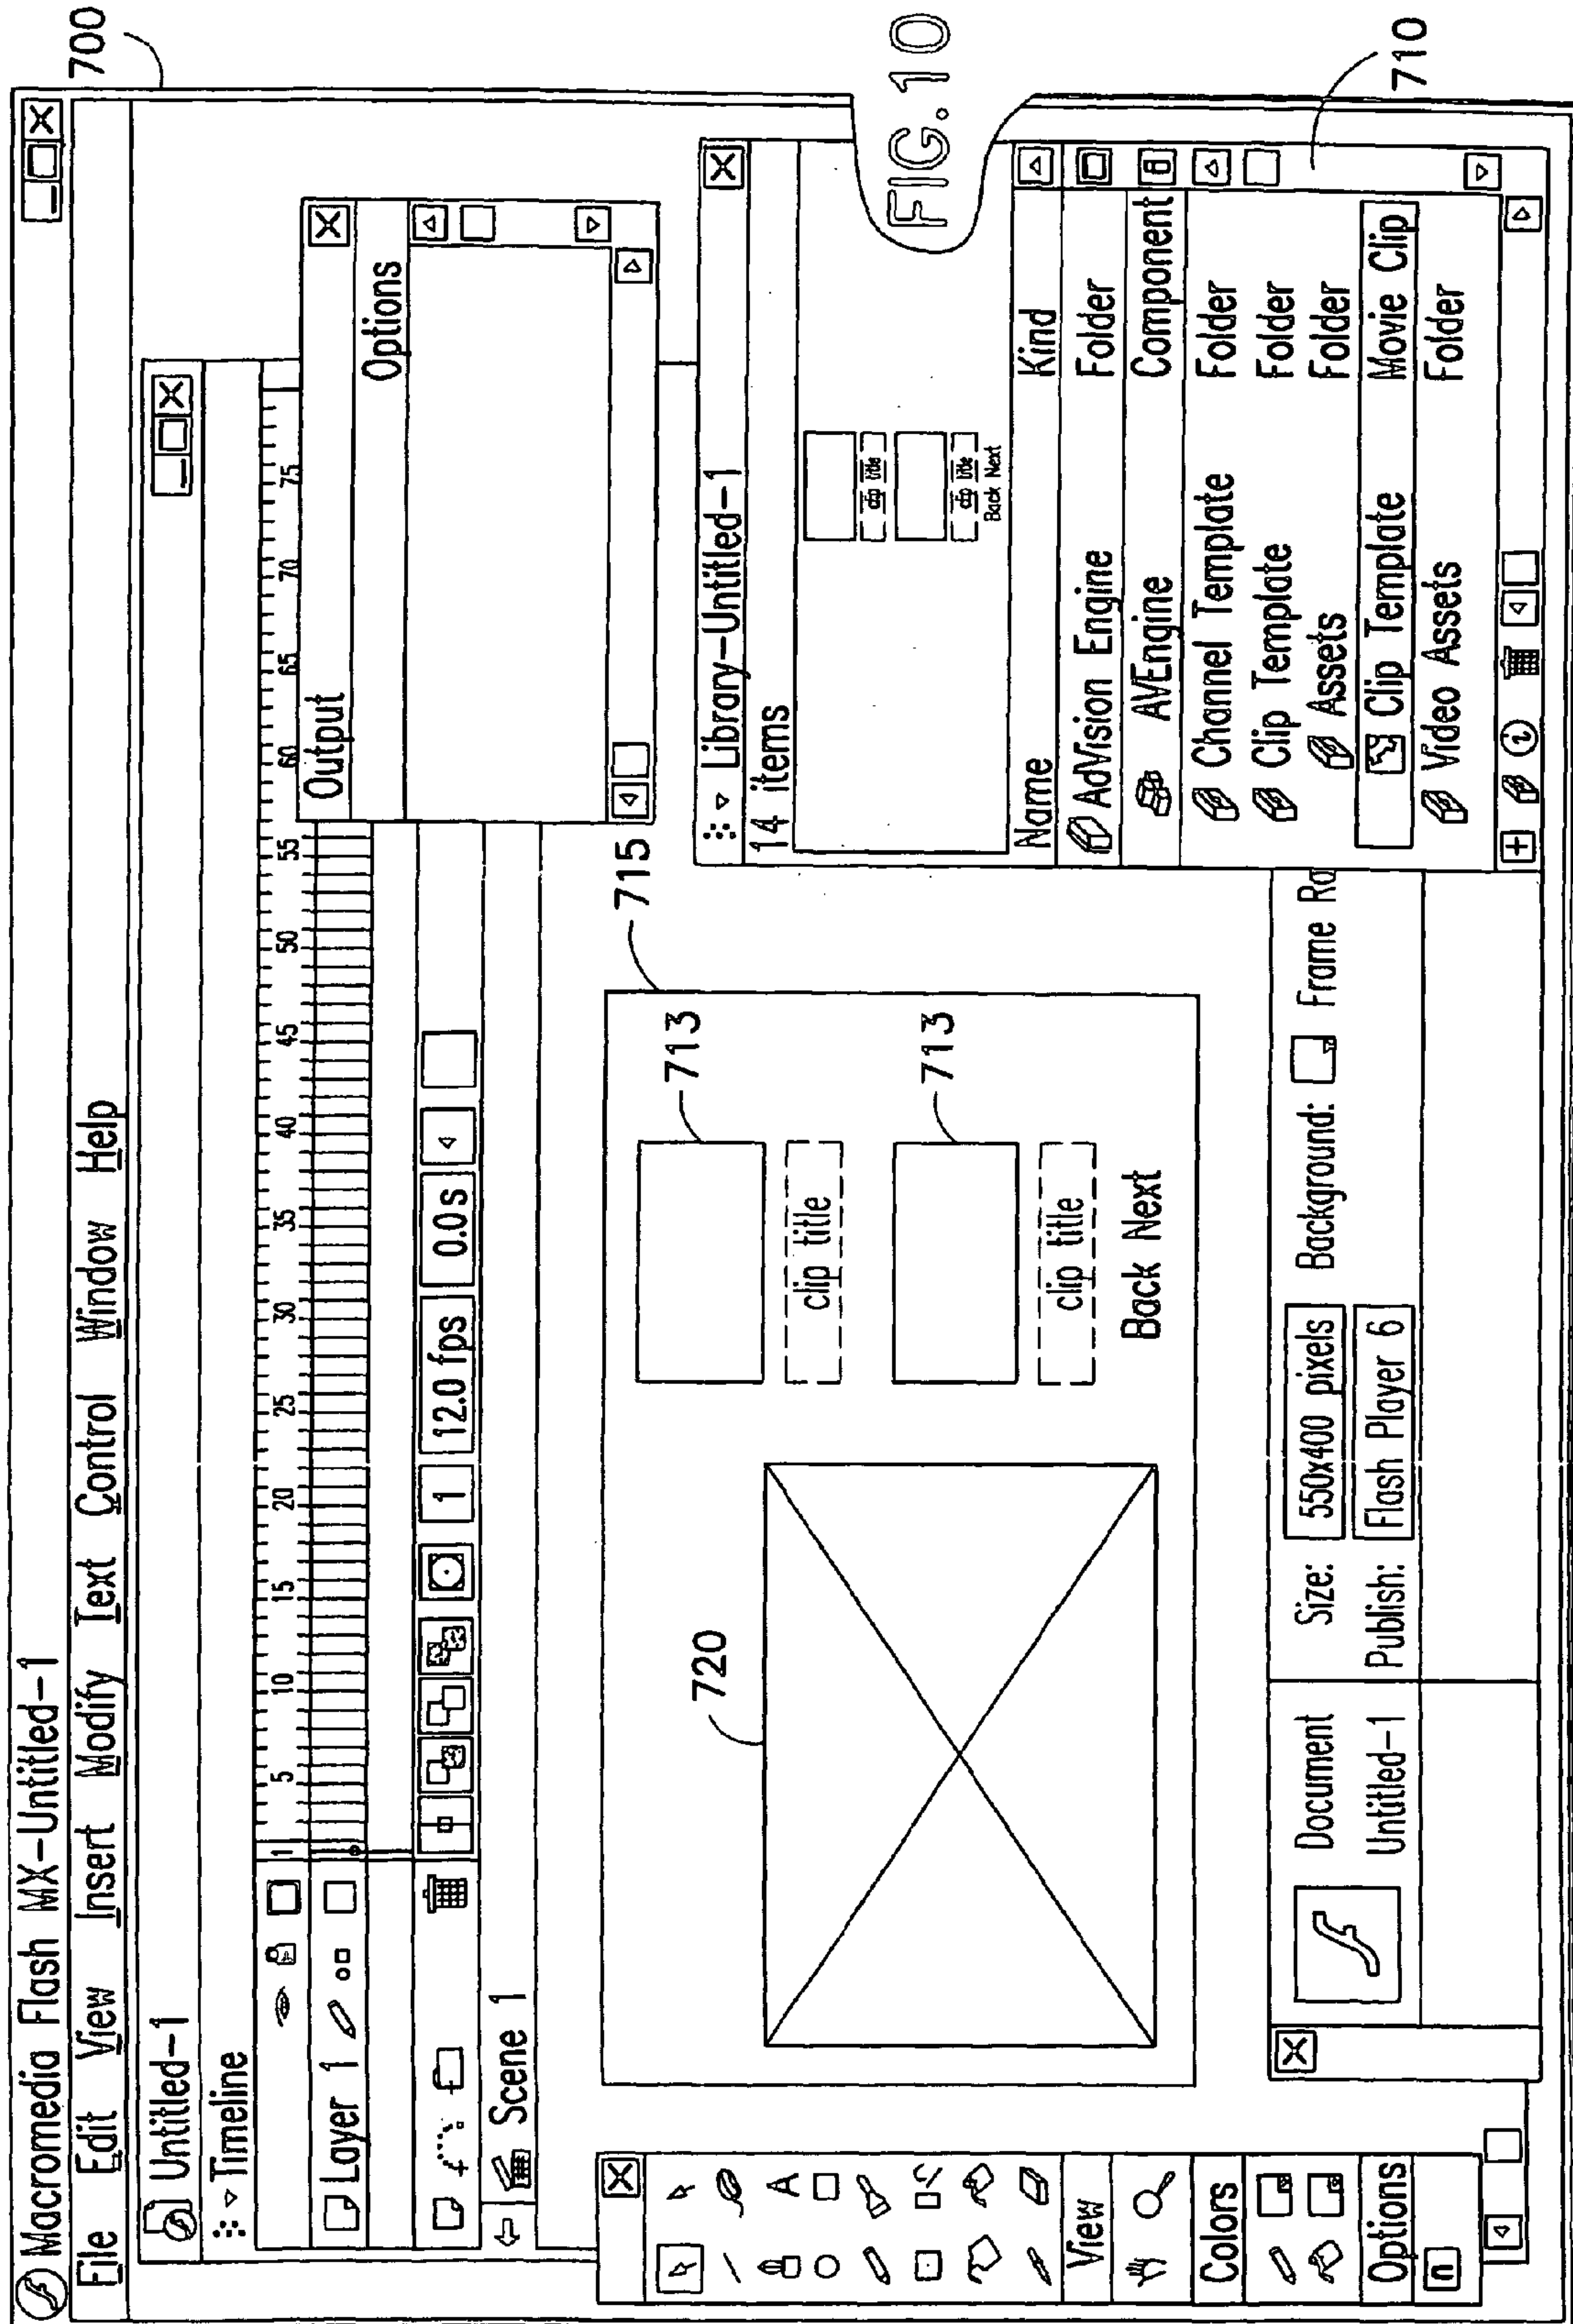 Macromedia Flash MX-Untitled-1
File Edit View Insert Modify Text Control Window Help
700
Untitled-1
Timeline
1 5 10 15 20 25 30 35 40 45 50 55 60 65 70 75
Layer 1
1 12.0 fps 0.0s
Scene 1
Output
Options
View
Colors
Options
715
713
clip title
713
clip title
Back Next
720
Library-Untitled-1
14 items
clip title
clip title
Back Next
Name Kind
AdVision Engine Folder
AVEngine Component
Channel Template Folder
Clip Template Folder
Assets Folder
Clip Template Movie Clip
Video Assets Folder
710
Document Size: 550x400 pixels Background: Frame Ra
Untitled-1 Publish: Flash Player 6
FIG.10